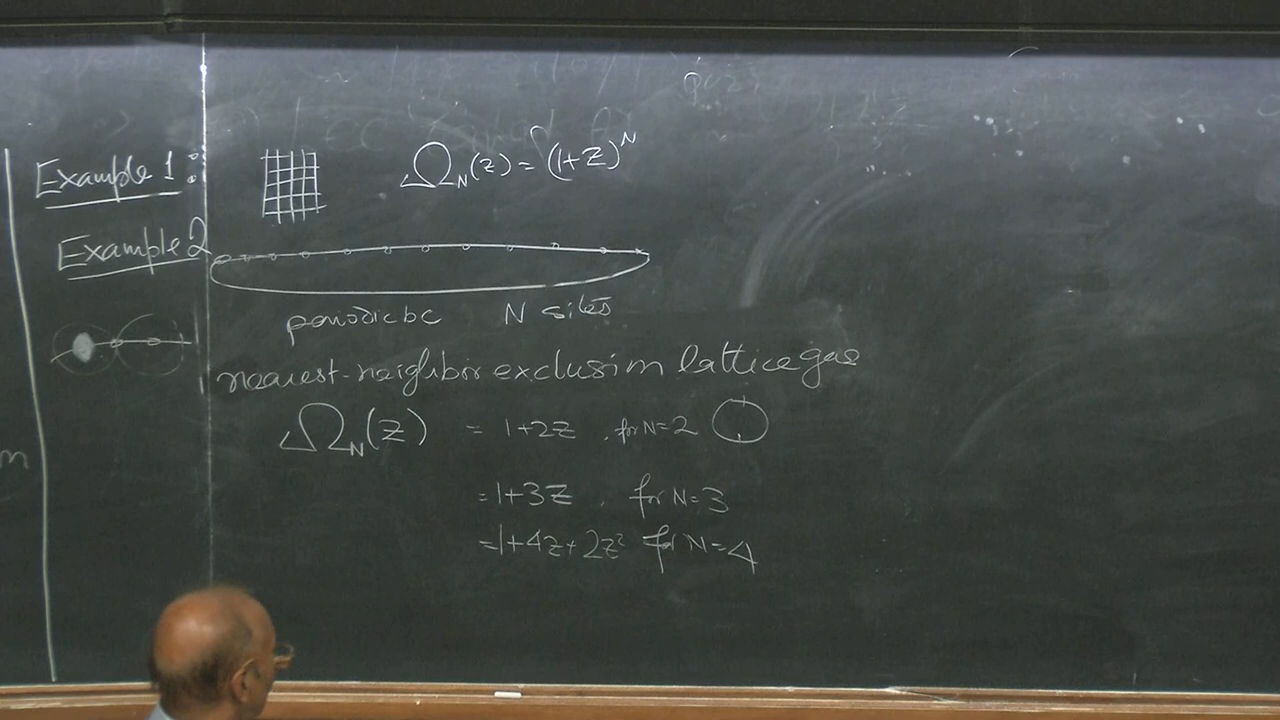 Example 1: Ω_N(z) = (1+z)^N
Example 2
periodic bc N sites
nearest-neighbor exclusion lattice gas
Ω_N(z) = 1+2z , for N=2
= 1+3z , for N=3
= 1+4z+2z² for N=4